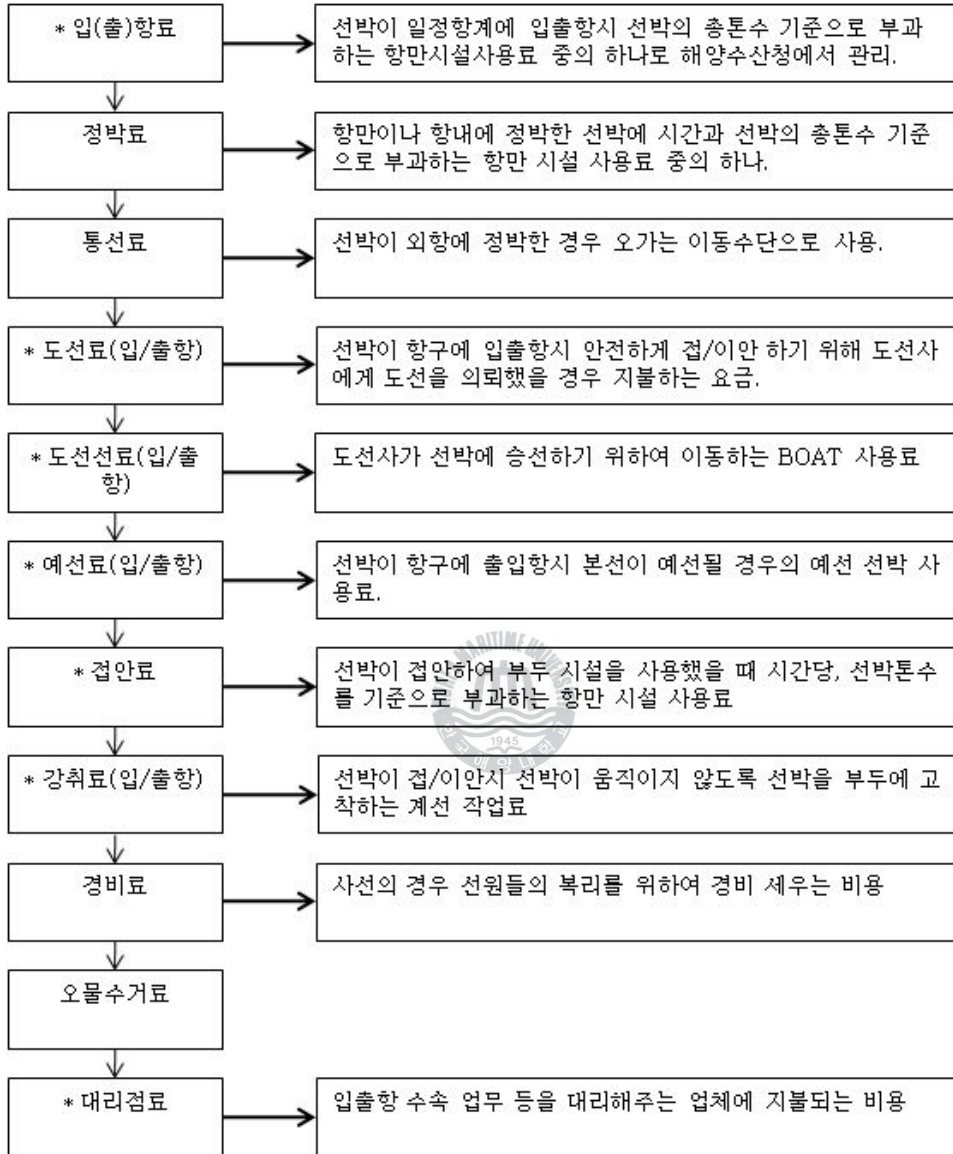 * 입(출)항료
선박이 일정항계에 입출항시 선박의 총톤수 기준으로 부과
하는 항만시설사용료 중의 하나로 해양수산청에서 관리.
정박료
항만이나 항내에 정박한 선박에 시간과 선박의 총톤수 기준
으로 부과하는 항만 시설 사용료 중의 하나.
통선료
선박이 외항에 정박한 경우 오가는 이동수단으로 사용.
* 도선료(입/출항)
선박이 항구에 입출항시 안전하게 접/이안 하기 위해 도선사
에게 도선을 의뢰했을 경우 지불하는 요금.
* 도선선료(입/출
항)
도선사가 선박에 승선하기 위하여 이동하는 BOAT 사용료
* 예선료(입/출항)
선박이 항구에 출입항시 본선이 예선될 경우의 예선 선박 사
용료.
* 접안료
선박이 접안하여 부두 시설을 사용했을 때 시간당, 선박톤수
를 기준으로 부과하는 항만 시설 사용료
* 강취료(입/출항)
선박이 접/이안시 선박이 움직이지 않도록 선박을 부두에 고
착하는 계선 작업료
경비료
사선의 경우 선원들의 복리를 위하여 경비 세우는 비용
오물수거료
* 대리점료
입출항 수속 업무 등을 대리해주는 업체에 지불되는 비용
MARITIME UNIVERSITY
1945